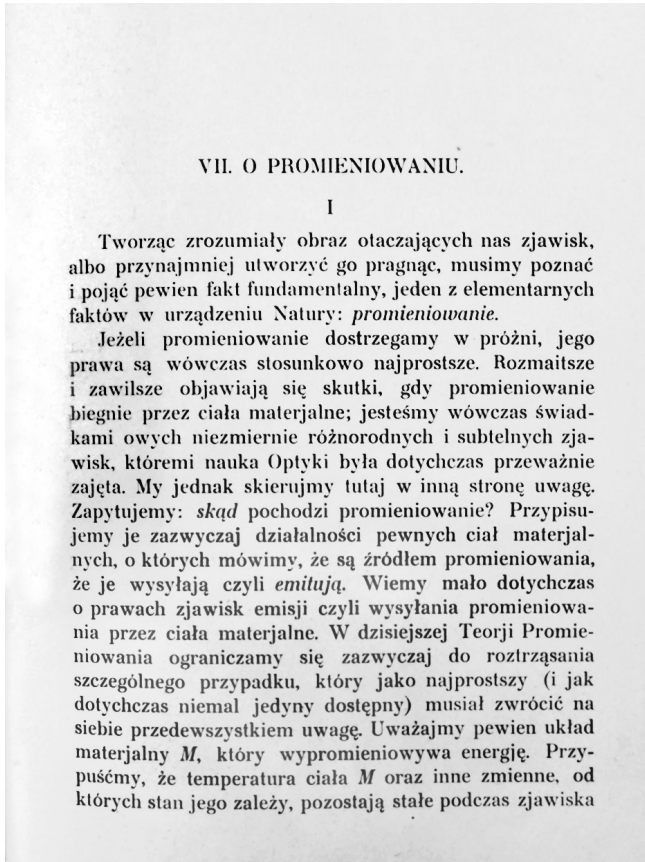 VII. O PROMIENIOWANIU.
I
Tworząc zrozumiały obraz otaczających nas zjawisk,
albo przynajmniej utworzyć go pragnąc, musimy poznać
i pojąć pewien fakt fundamentalny, jeden z elementarnych
faktów w urządzeniu Natury: promieniowanie.
Jeżeli promieniowanie dostrzegamy w próżni, jego
prawa są wówczas stosunkowo najprostsze. Rozmaitsze
i zawilsze objawiają się skutki, gdy promieniowanie
biegnie przez ciała materjalne; jesteśmy wówczas świad-
kami owych niezmiernie różnorodnych i subtelnych zja-
wisk, któremi nauka Optyki była dotychczas przeważnie
zajęta. My jednak skierujmy tutaj w inną stronę uwagę.
Zapytujemy: skąd pochodzi promieniowanie? Przypisu-
jemy je zazwyczaj działalności pewnych ciał materjal-
nych, o których mówimy, że są źródłem promieniowania,
że je wysyłają czyli emitują. Wiemy mało dotychczas
o prawach zjawisk emisji czyli wysyłania promieniowa-
nia przez ciała materjalne. W dzisiejszej Teorji Promie-
niowania ograniczamy się zazwyczaj do roztrząsania
szczególnego przypadku, który jako najprostszy (i jak
dotychczas niemal jedyny dostępny) musiał zwrócić na
siebie przedewszystkiem uwagę. Uważajmy pewien układ
materjalny M, który wypromieniowywa energję. Przy-
puśćmy, że temperatura ciała M oraz inne zmienne, od
których stan jego zależy, pozostają stałe podczas zjawiska